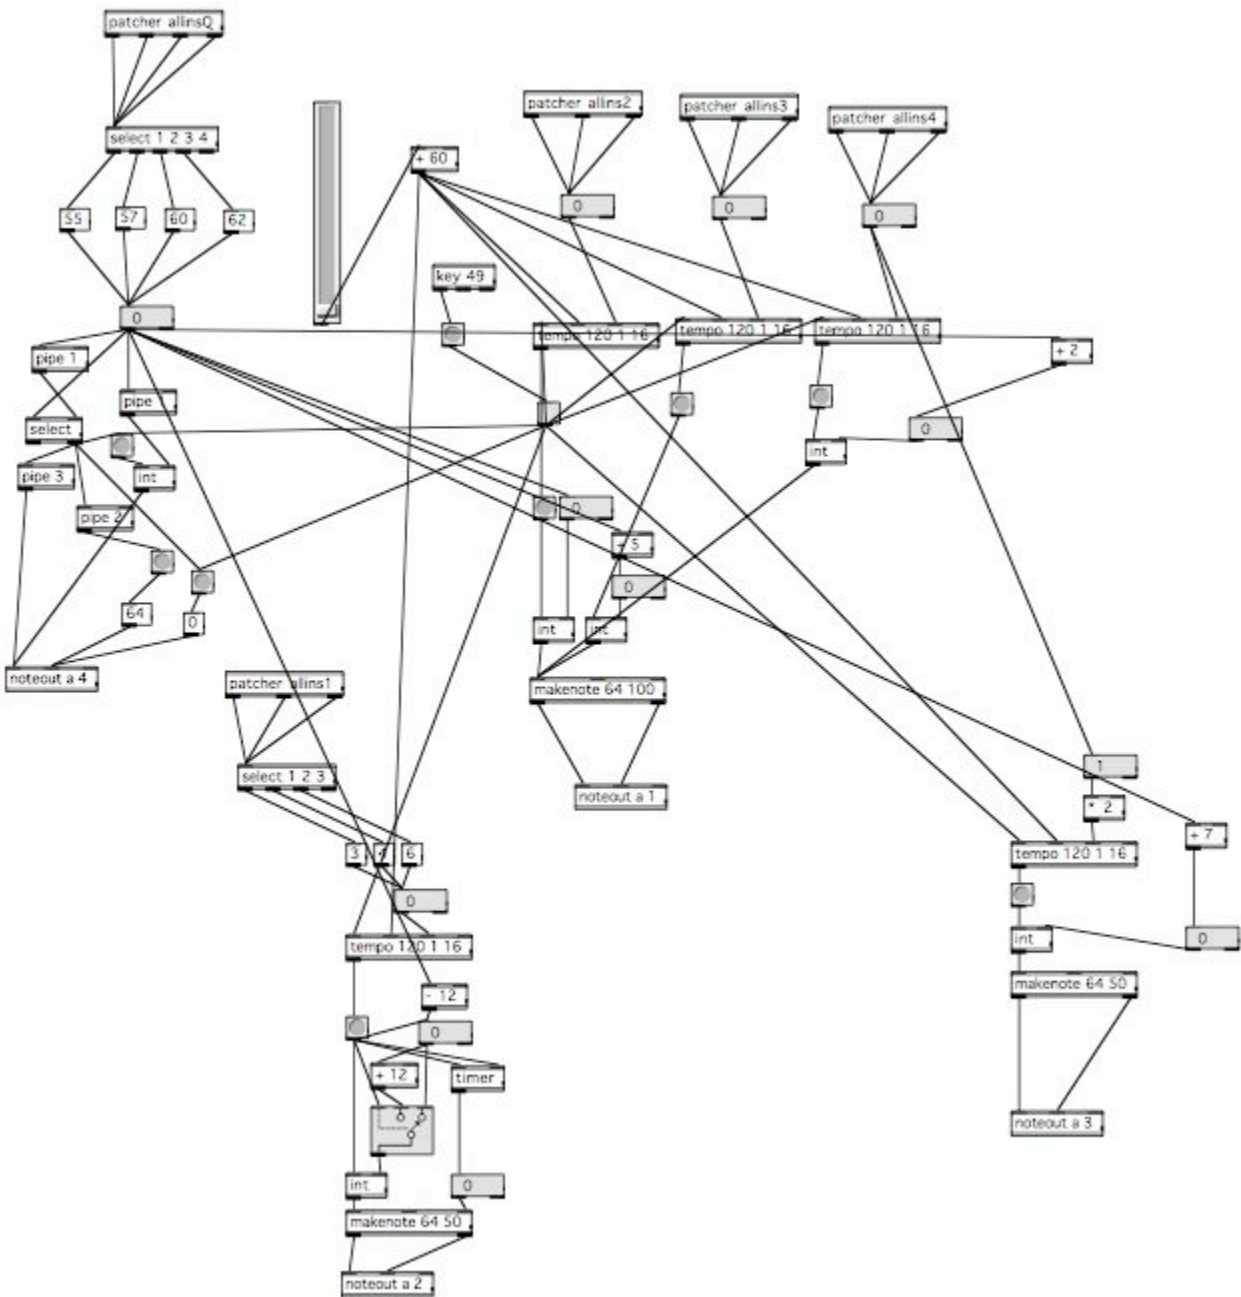 patcher allinsQ
patcher allins2
patcher allins3
patcher allins4
select 1 2 3 4
+ 60
55
57
60
62
0
0
0
key 49
0
tempo 120 1 16
tempo 120 1 16
tempo 120 1 16
pipe 1
+ 2
pipe
select
0
int
pipe 3
int
pipe 2
0
+ 5
0
64
0
int
int
noteout a 4
patcher allins1
makenote 64 100
select 1 2 3
1
noteout a 1
* 2
+ 7
3
4
6
tempo 120 1 16
0
tempo 120 1 16
int
0
- 12
makenote 64 50
0
+ 12
timer
noteout a 3
int
0
makenote 64 50
noteout a 2